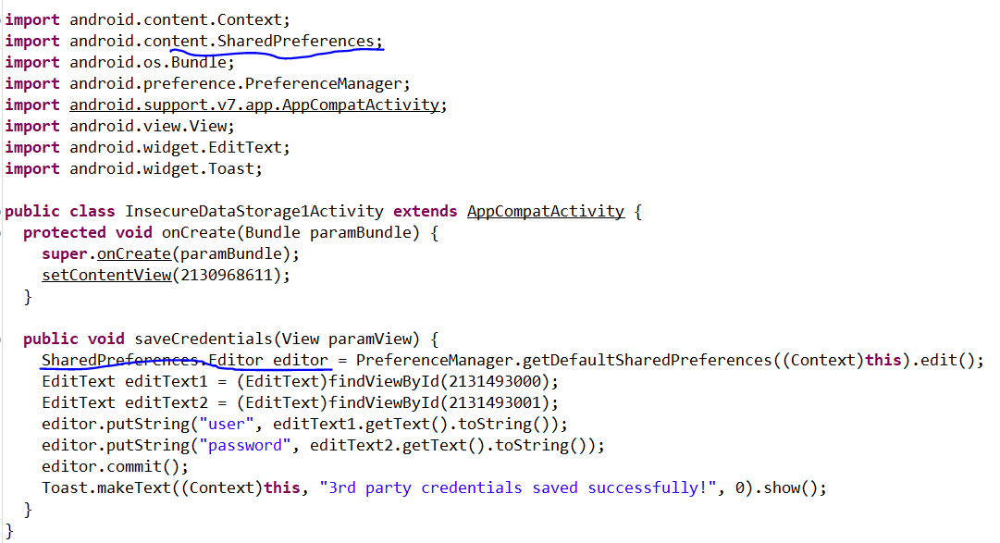 import android.content.Context;
import android.content.SharedPreferences;
import android.os.Bundle;
import android.preference.PreferenceManager;
import android.support.v7.app.AppCompatActivity;
import android.view.View;
import android.widget.EditText;
import android.widget.Toast;
public class InsecureDataStorage1Activity extends AppCompatActivity {
protected void onCreate(Bundle paramBundle) {
super.onCreate(paramBundle);
setContentView(2130968611);
}
public void saveCredentials(View paramView) {
SharedPreferences.Editor editor = PreferenceManager.getDefaultSharedPreferences((Context)this).edit();
EditText editText1 = (EditText)findViewById(2131493000);
EditText editText2 = (EditText)findViewById(2131493001);
editor.putString("user", editText1.getText().toString());
editor.putString("password", editText2.getText().toString());
editor.commit();
Toast.makeText((Context)this, "3rd party credentials saved successfully!", 0).show();
}
}